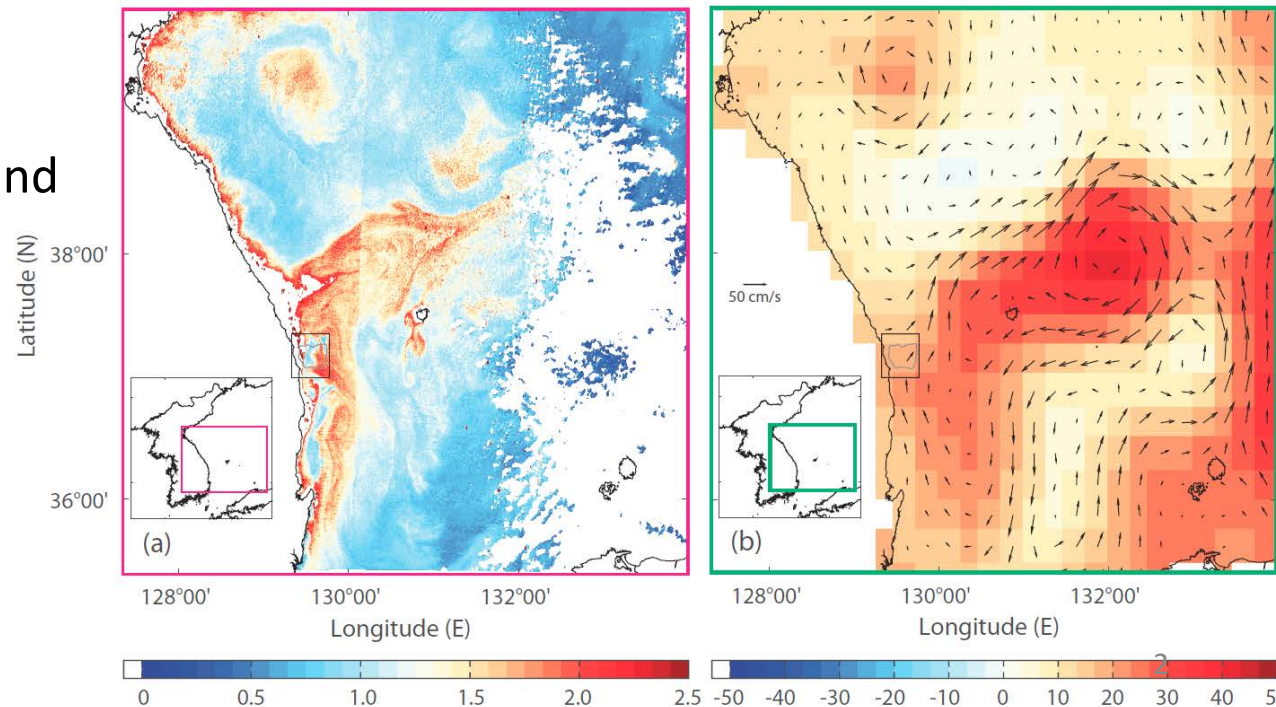 nd
Latitude (N)
38°00'
36°00'
(a)
128°00' 130°00' 132°00'
Longitude (E)
0 0.5 1.0 1.5 2.0 2.5
50 cm/s
(b)
128°00' 130°00' 132°00'
Longitude (E)
2
-50 -40 -30 -20 -10 0 10 20 30 40 5